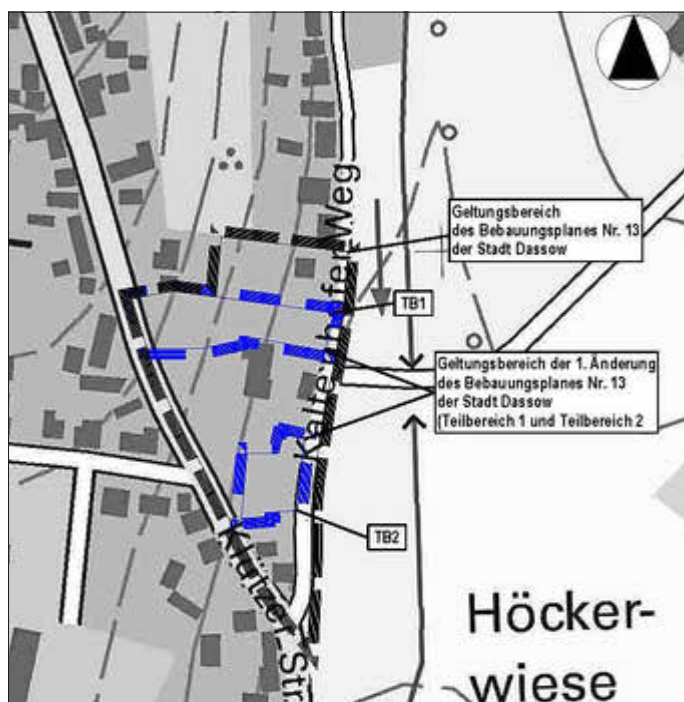 Geltungsbereich
des Bebauungsplanes Nr. 13
der Stadt Dassow
TB1
Geltungsbereich der 1. Änderung
des Bebauungsplanes Nr. 13
der Stadt Dassow
(Teilbereich 1 und Teilbereich 2
TB2
Kaltenhöfer Weg
Klützer Str.
Höcker-
wiese